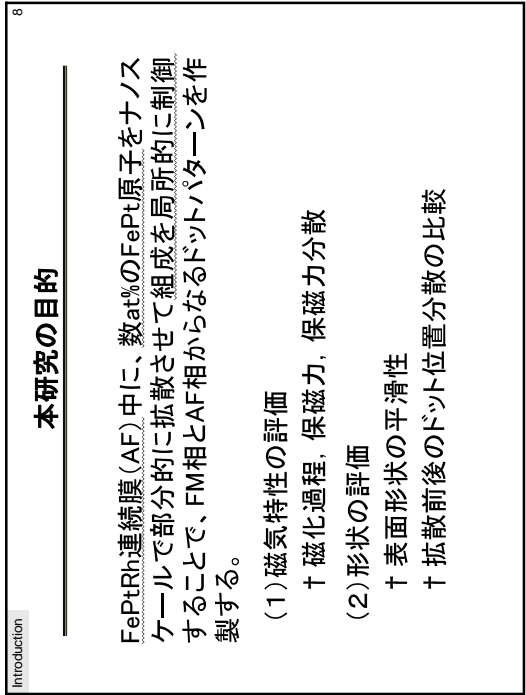 Introduction
8
本研究の目的
FePtRh連続膜(AF)中に、数at%のFePt原子をナノス
ケールで部分的に拡散させて組成を局所的に制御
することで、FM相とAF相からなるドットパターンを作
製する。
(1)磁気特性の評価
† 磁化過程, 保磁力, 保磁力分散
(2)形状の評価
† 表面形状の平滑性
† 拡散前後のドット位置分散の比較